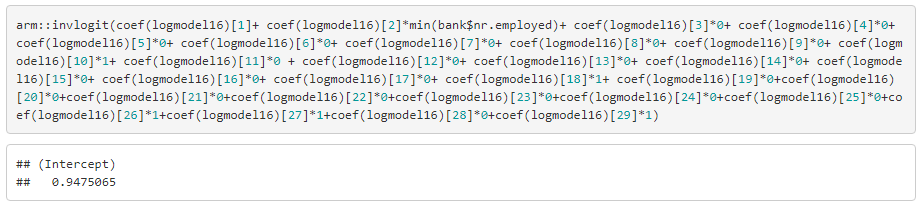 arm::invlogit(coef(logmodel16)[1]+ coef(logmodel16)[2]*min(bank$nr.employed)+ coef(logmodel16)[3]*0+ coef(logmodel16)[4]*0+
coef(logmodel16)[5]*0+ coef(logmodel16)[6]*0+ coef(logmodel16)[7]*0+ coef(logmodel16)[8]*0+ coef(logmodel16)[9]*0+ coef(logm
odel16)[10]*1+ coef(logmodel16)[11]*0 + coef(logmodel16)[12]*0+ coef(logmodel16)[13]*0+ coef(logmodel16)[14]*0+ coef(logmode
l16)[15]*0+ coef(logmodel16)[16]*0+ coef(logmodel16)[17]*0+ coef(logmodel16)[18]*1+ coef(logmodel16)[19]*0+coef(logmodel16)
[20]*0+coef(logmodel16)[21]*0+coef(logmodel16)[22]*0+coef(logmodel16)[23]*0+coef(logmodel16)[24]*0+coef(logmodel16)[25]*0+co
ef(logmodel16)[26]*1+coef(logmodel16)[27]*1+coef(logmodel16)[28]*0+coef(logmodel16)[29]*1)
## (Intercept)
##   0.9475065